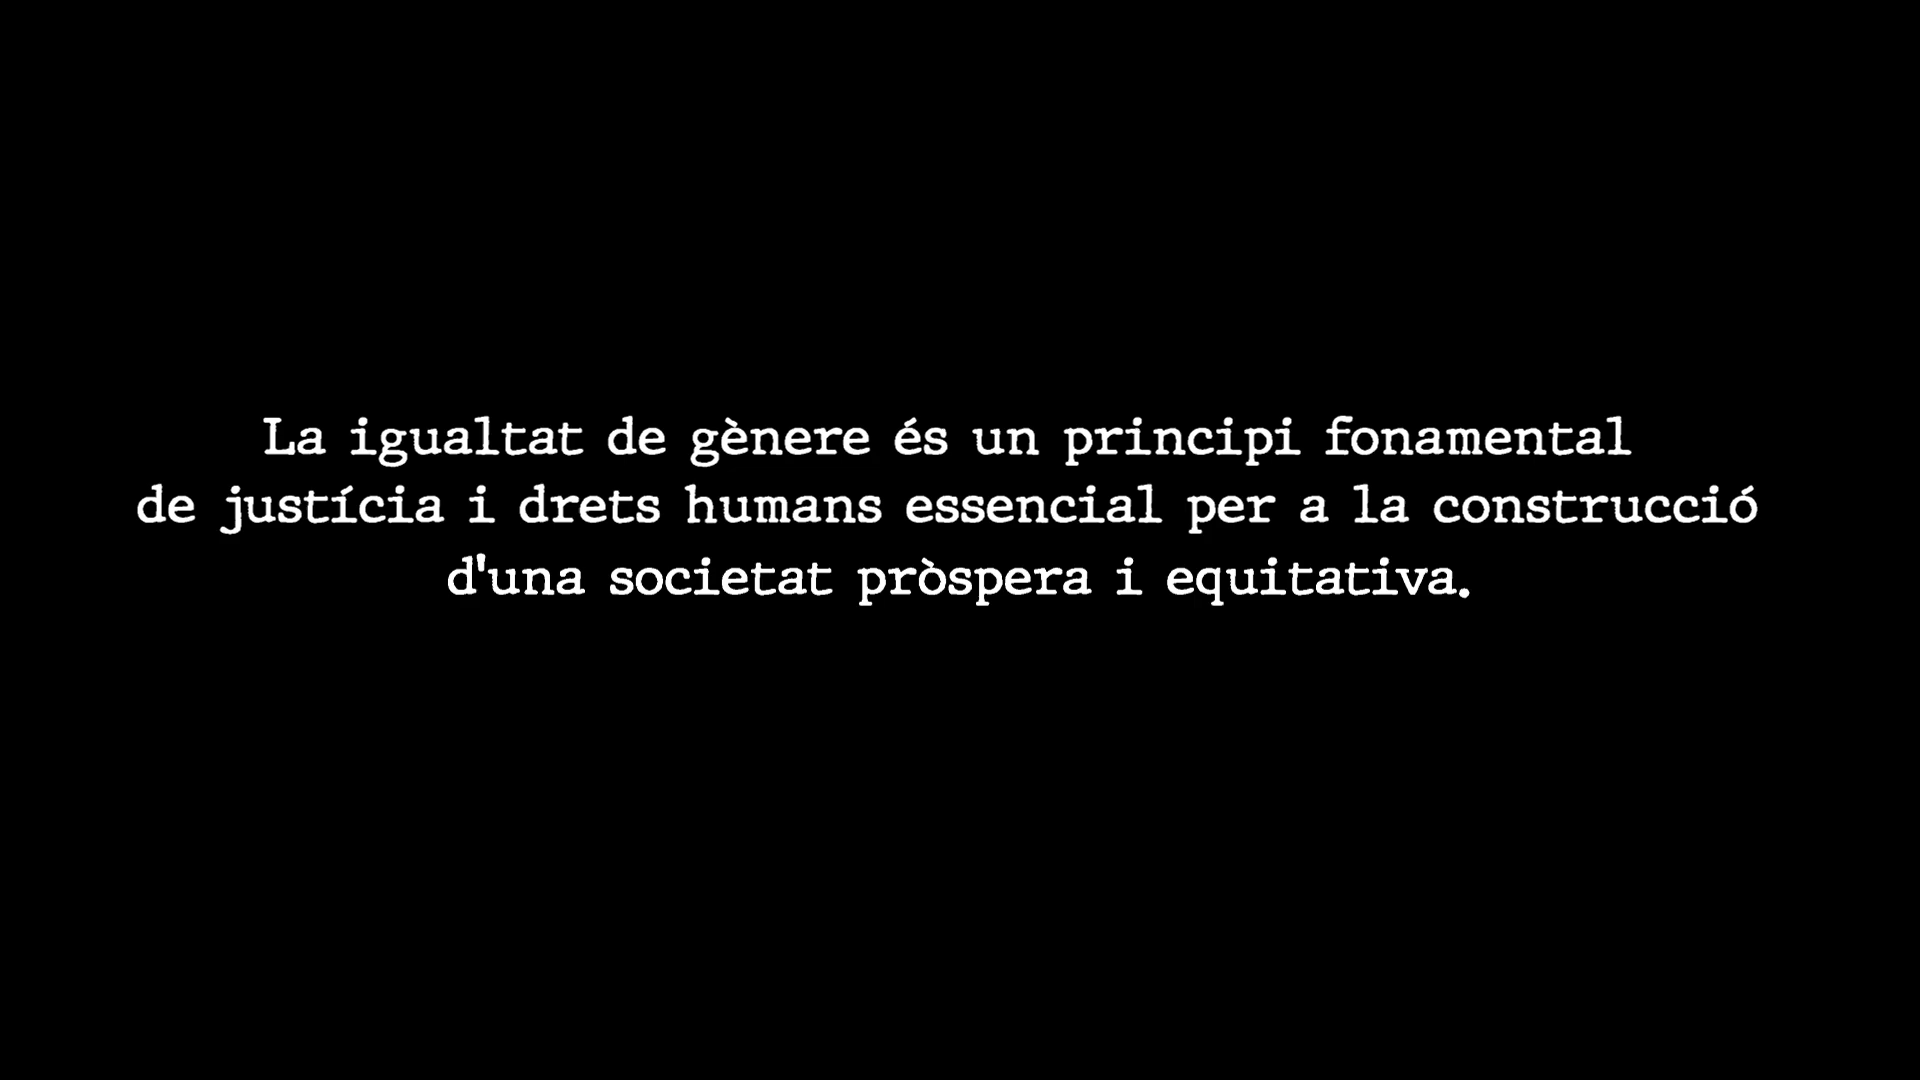 La igualtat de gènere és un principi fonamental
de justícia i drets humans essencial per a la construcció
d'una societat pròspera i equitativa.